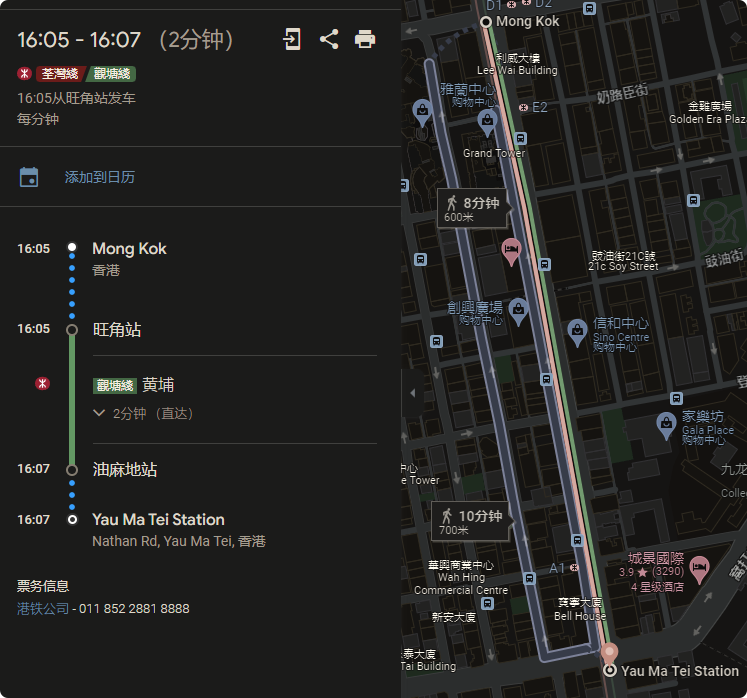 16:05 - 16:07 （2分钟）
荃灣綫 觀塘綫
16:05从旺角站发车
每分钟
添加到日历
16:05 Mong Kok
香港
16:05 旺角站
觀塘綫 黄埔
2分钟 （直达）
16:07 油麻地站
16:07 Yau Ma Tei Station
Nathan Rd, Yau Ma Tei, 香港
票务信息
港铁公司 - 011 852 2881 8888
D1
D2
Mong Kok
利威大樓
Lee Wai Building
雅蘭中心
购物中心
E2
奶路臣街
金雞廣場
Golden Era Plaz
Grand Tower
8分钟
600米
豉油街21C號
21c Soy Street
豉油街
創興廣場
购物中心
信和中心
Sino Centre
购物中心
登
家樂坊
Gala Place
购物中心
中心
e Tower
九龙
Colle
10分钟
700米
A1
城景國際
3.9 ★ (3290)
4 星级酒店
窩打
華興商業中心
Wah Hing
Commercial Centre
新安大廈
寶寧大廈
Bell House
泰大廈
Tai Building
Yau Ma Tei Station